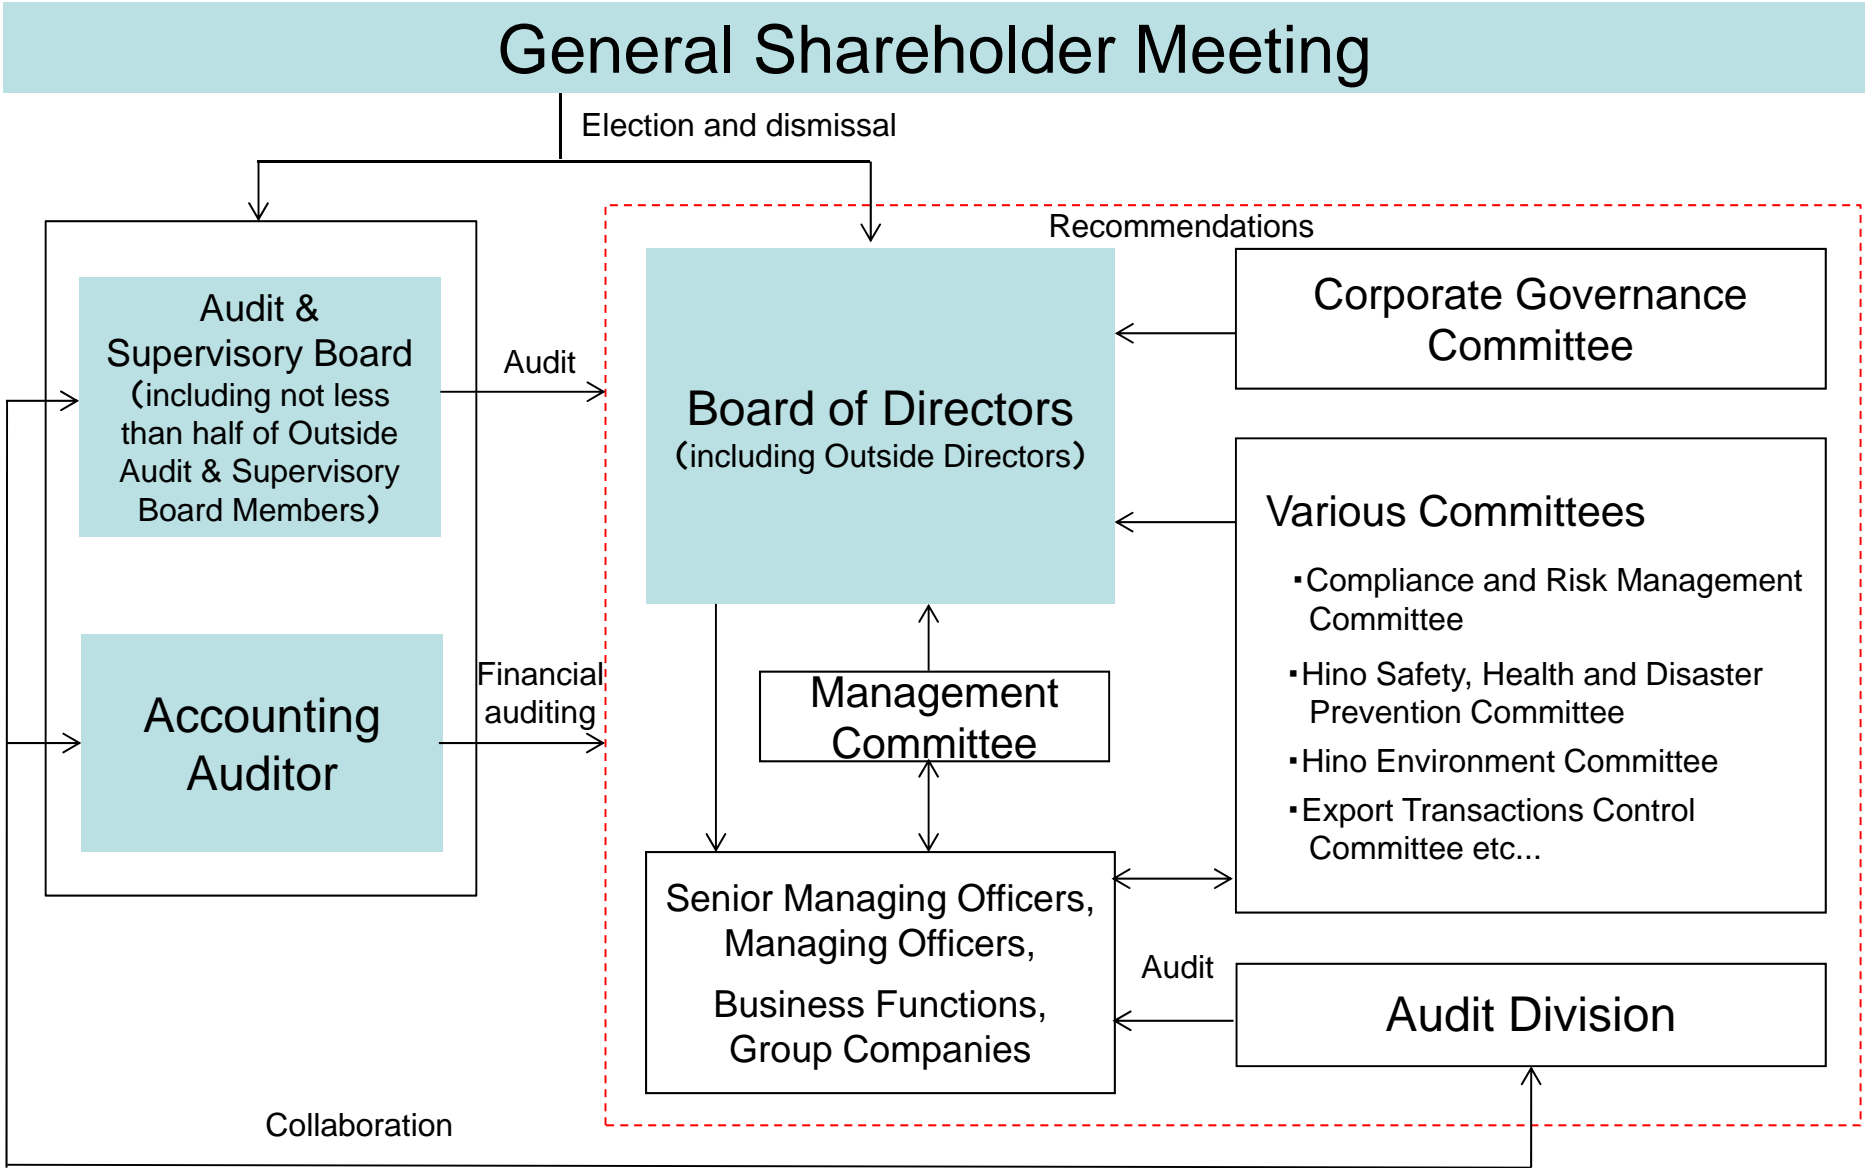 General Shareholder Meeting
Election and dismissal
Audit &
Supervisory Board
(including not less
than half of Outside
Audit & Supervisory
Board Members)
Audit
Accounting
Auditor
Financial
auditing
Recommendations
Board of Directors
(including Outside Directors)
Corporate Governance
Committee
Various Committees
・Compliance and Risk Management
Committee
・Hino Safety, Health and Disaster
Prevention Committee
・Hino Environment Committee
・Export Transactions Control
Committee etc...
Management
Committee
Senior Managing Officers,
Managing Officers,
Business Functions,
Group Companies
Audit
Audit Division
Collaboration